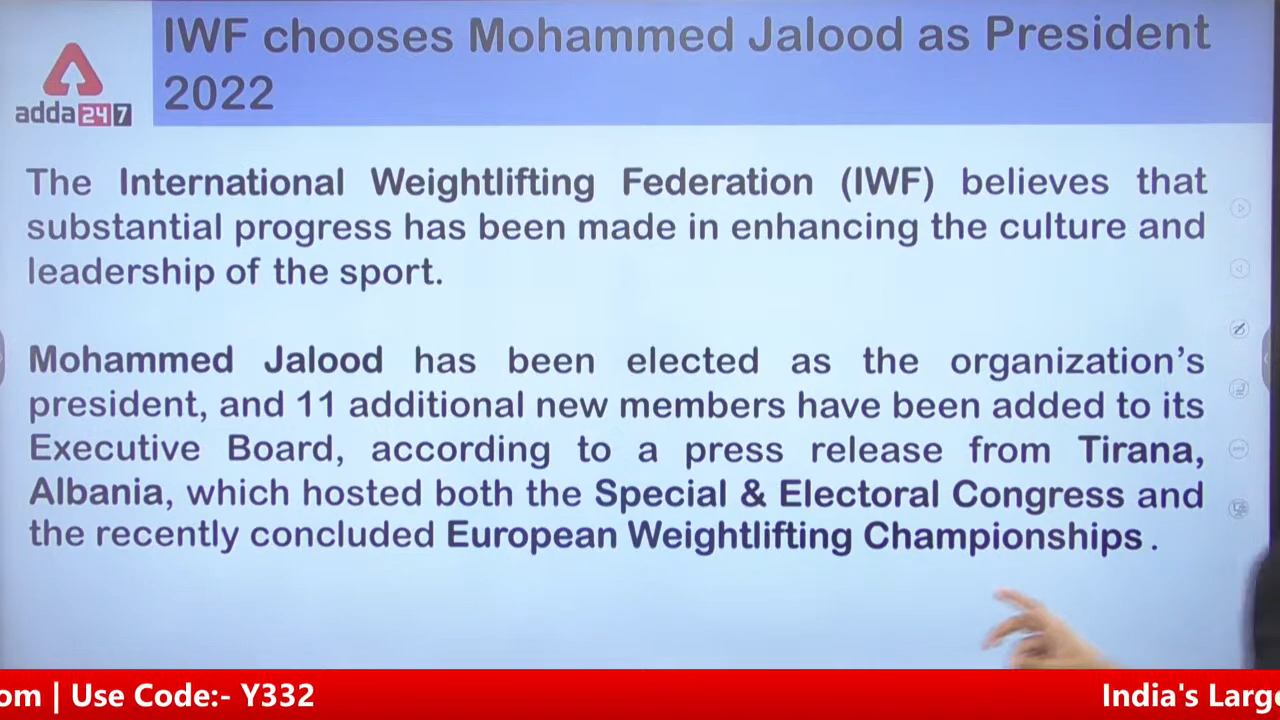 IWF chooses Mohammed Jalood as President
2022
adda247
The International Weightlifting Federation (IWF) believes that
substantial progress has been made in enhancing the culture and
leadership of the sport.
Mohammed Jalood has been elected as the organization's
president, and 11 additional new members have been added to its
Executive Board, according to a press release from Tirana,
Albania, which hosted both the Special & Electoral Congress and
the recently concluded European Weightlifting Championships.
om | Use Code:- Y332
India's Large